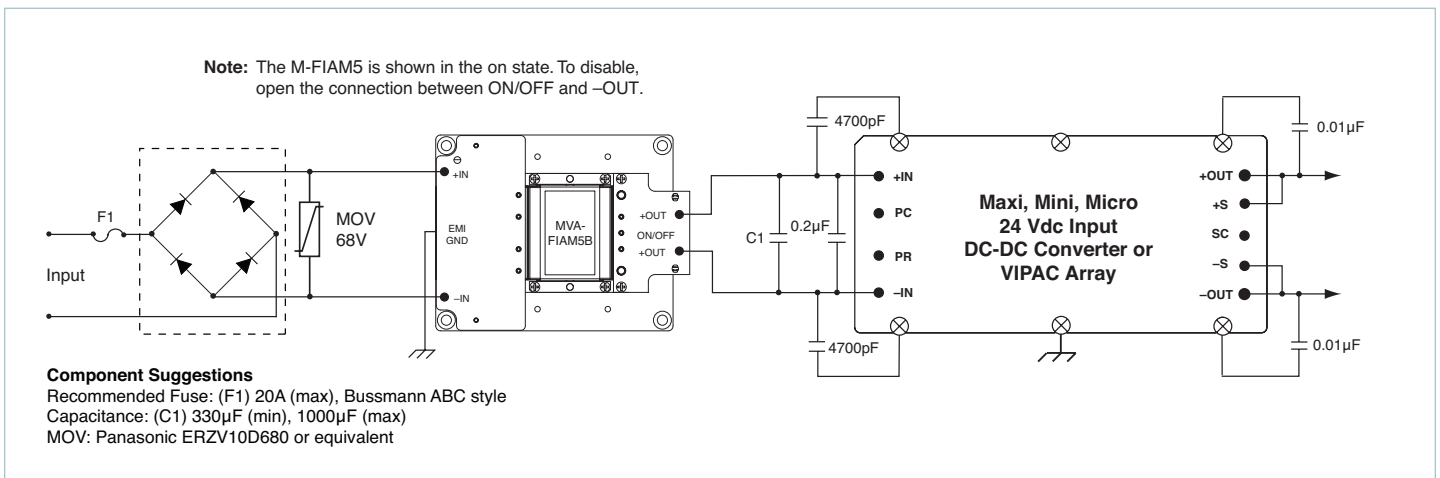 Note: The M-FIAM5 is shown in the on state. To disable,
open the connection between ON/OFF and –OUT.
F1
Input
MOV
68V
+IN
EMI
GND
–IN
MVA-
FIAM5B
+OUT
ON/OFF
+OUT
C1
0.2µF
4700pF
4700pF
+IN
PC
PR
–IN
Maxi, Mini, Micro
24 Vdc Input
DC-DC Converter or
VIPAC Array
+OUT
+S
SC
–S
–OUT
0.01µF
0.01µF
Component Suggestions
Recommended Fuse: (F1) 20A (max), Bussmann ABC style
Capacitance: (C1) 330µF (min), 1000µF (max)
MOV: Panasonic ERZV10D680 or equivalent